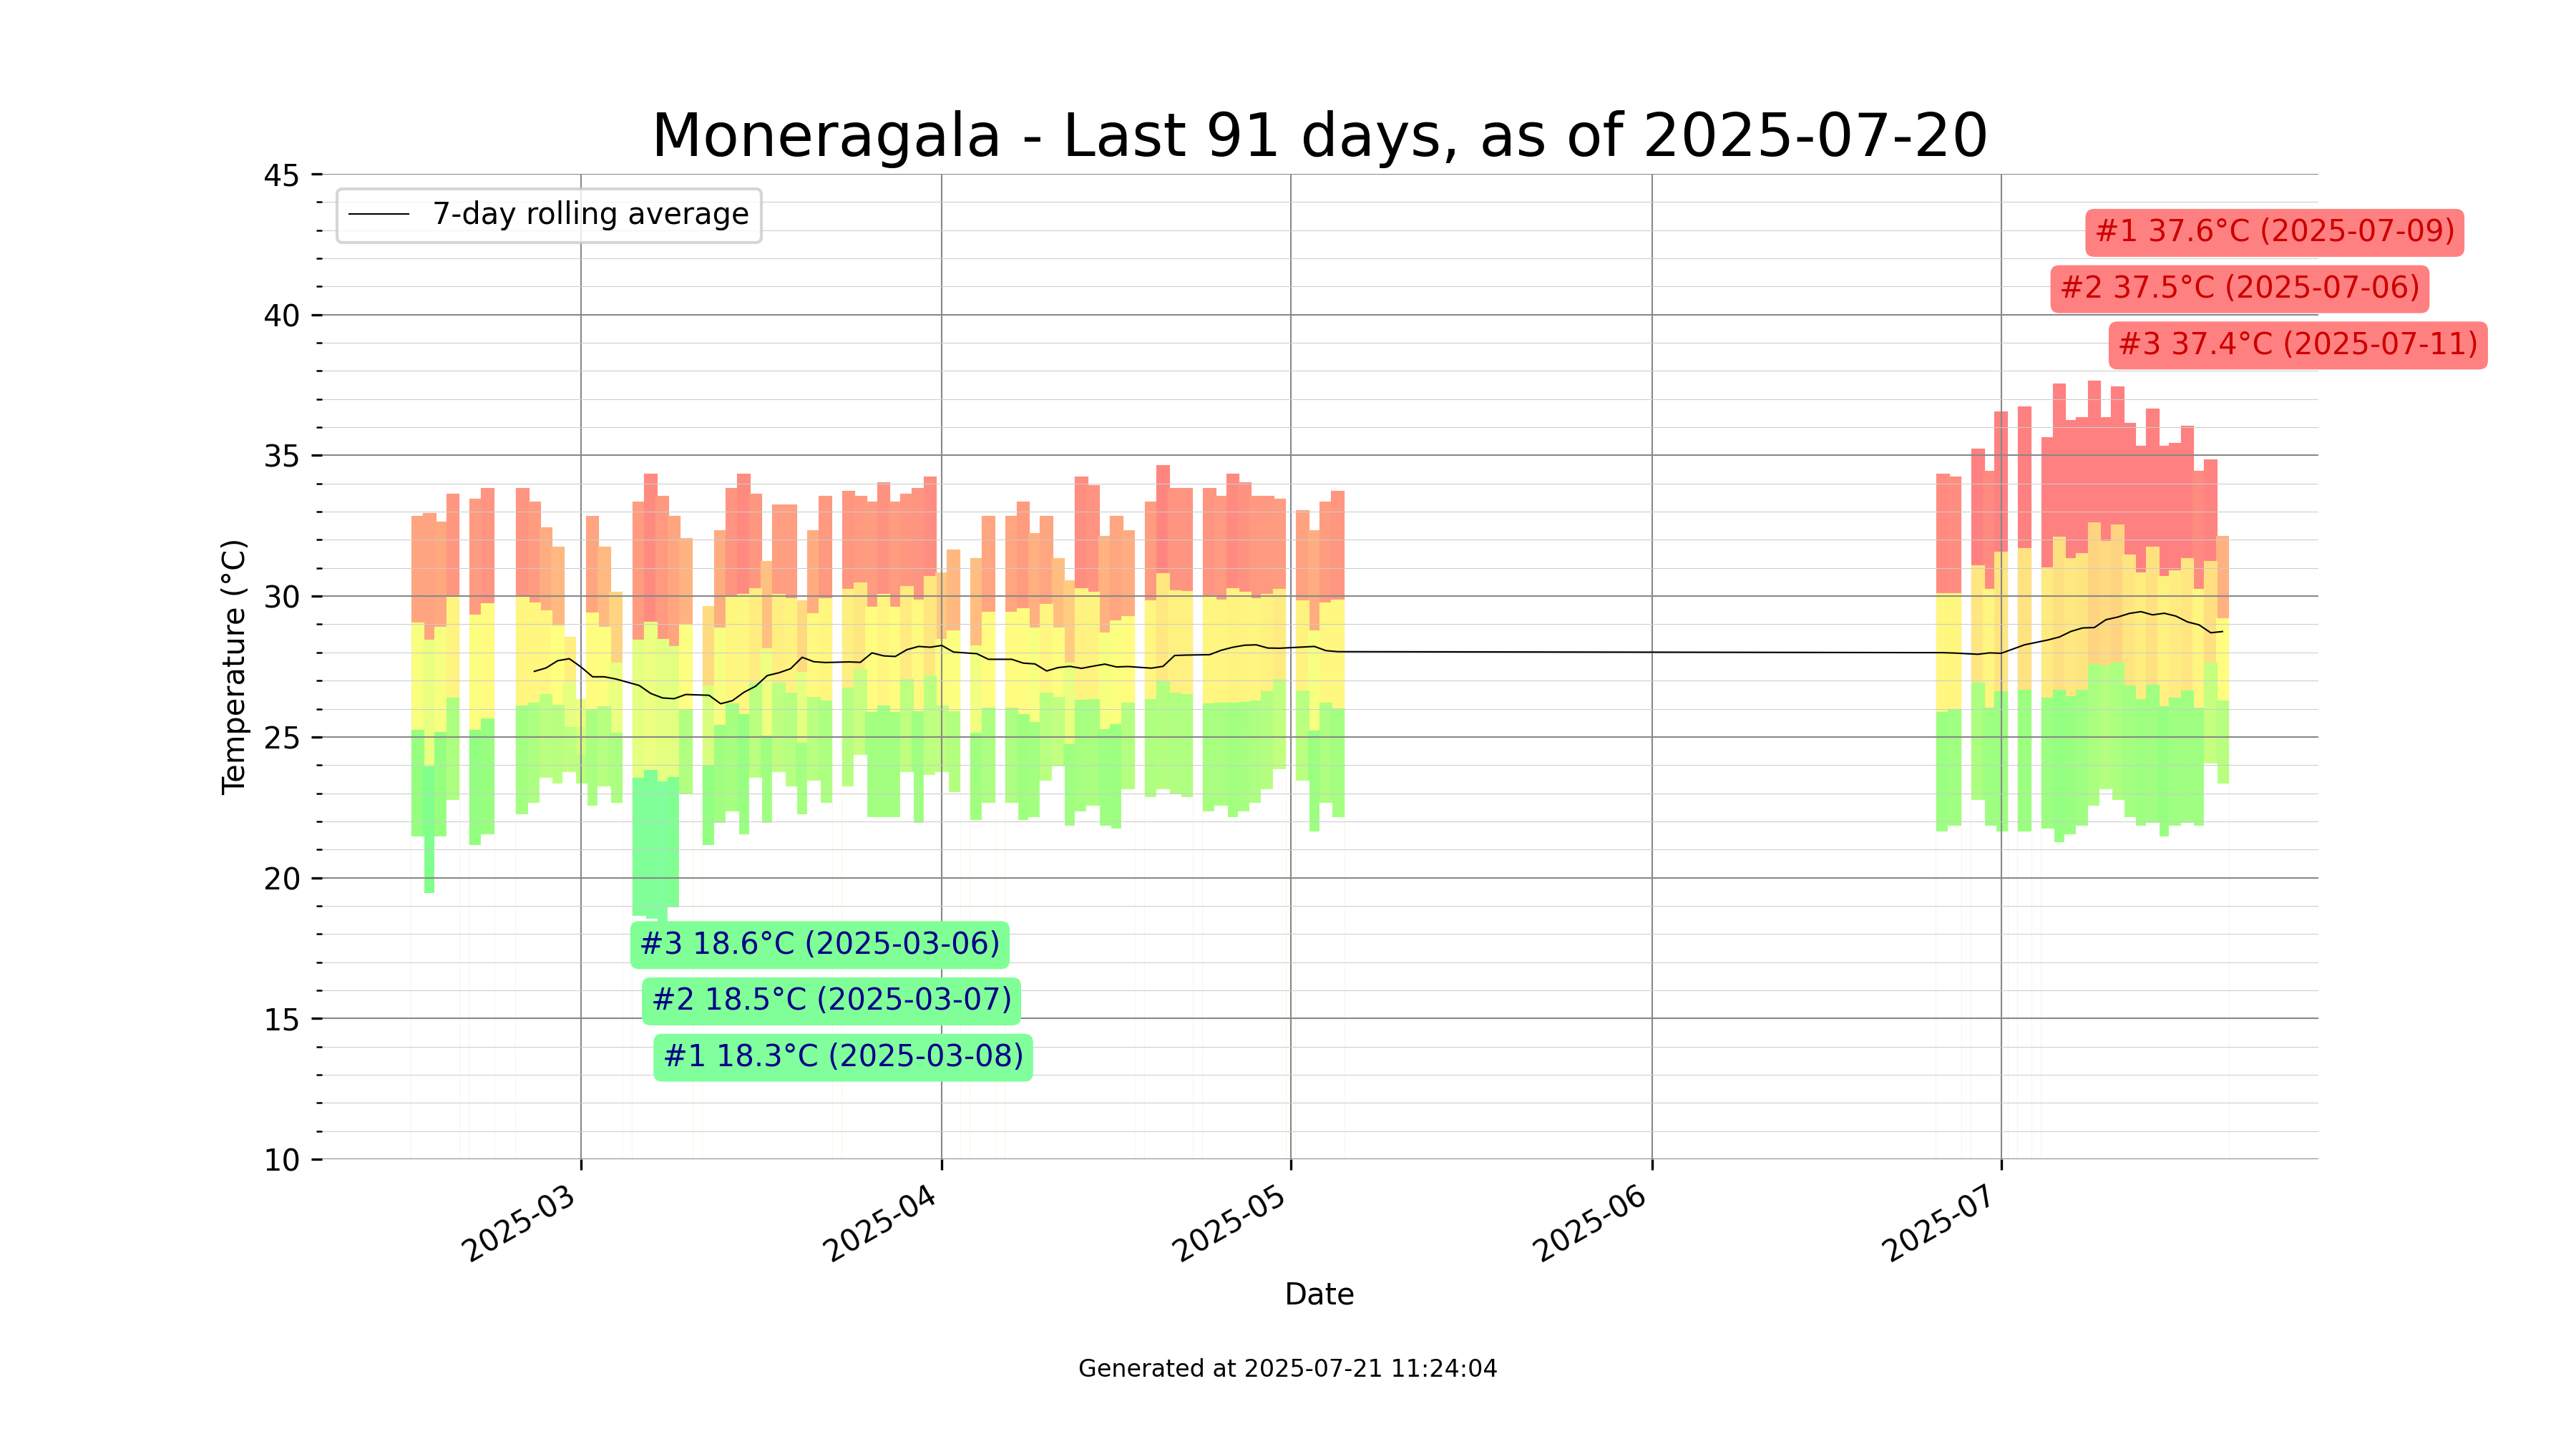 Moneragala - Last 91 days, as of 2025-07-20
7-day rolling average
#1 37.6°C (2025-07-09)
#2 37.5°C (2025-07-06)
#3 37.4°C (2025-07-11)
45
40
35
30
25
20
15
10
Temperature (°C)
#3 18.6°C (2025-03-06)
#2 18.5°C (2025-03-07)
#1 18.3°C (2025-03-08)
2025-03
2025-04
2025-05
2025-06
2025-07
Date
Generated at 2025-07-21 11:24:04